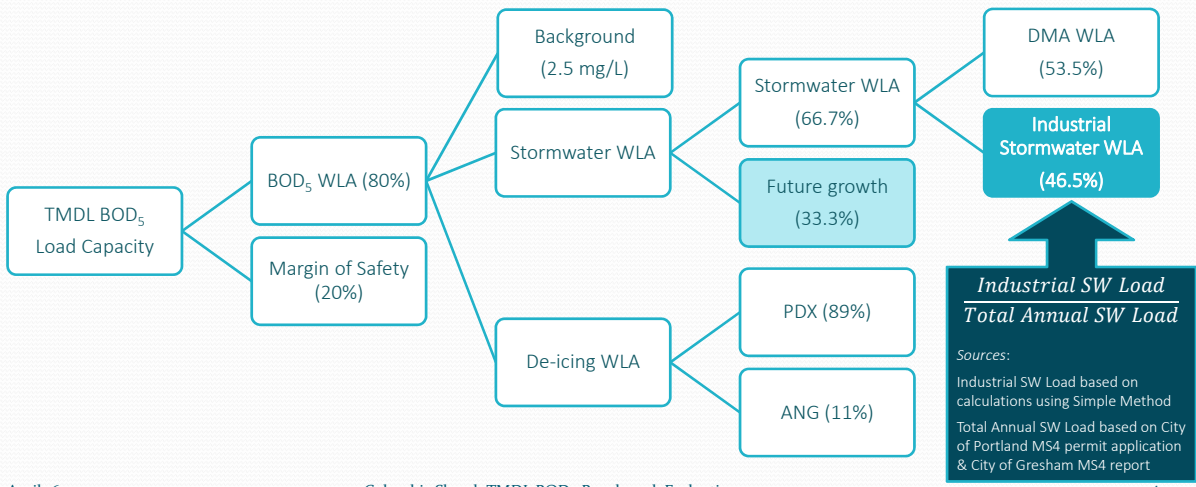 TMDL BOD₅
Load Capacity
BOD₅ WLA (80%)
Margin of Safety
(20%)
Background
(2.5 mg/L)
Stormwater WLA
De-icing WLA
Stormwater WLA
(66.7%)
Future growth
(33.3%)
PDX (89%)
ANG (11%)
DMA WLA
(53.5%)
Industrial
Stormwater WLA
(46.5%)
Industrial SW Load
Total Annual SW Load
Sources:
Industrial SW Load based on
calculations using Simple Method
Total Annual SW Load based on City
of Portland MS4 permit application
& City of Gresham MS4 report